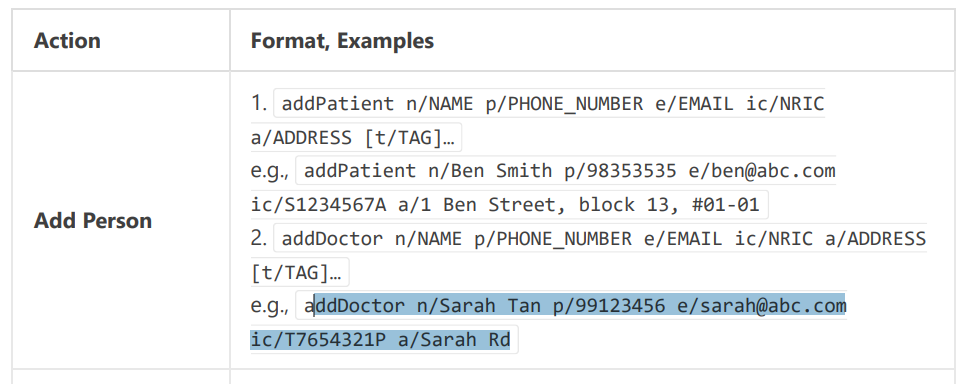 Action
Format, Examples
Add Person
1. addPatient n/NAME p/PHONE_NUMBER e/EMAIL ic/NRIC
a/ADDRESS [t/TAG]…
e.g., addPatient n/Ben Smith p/98353535 e/ben@abc.com
ic/S1234567A a/1 Ben Street, block 13, #01-01
2. addDoctor n/NAME p/PHONE_NUMBER e/EMAIL ic/NRIC a/ADDRESS
[t/TAG]…
e.g., addDoctor n/Sarah Tan p/99123456 e/sarah@abc.com
ic/T7654321P a/Sarah Rd